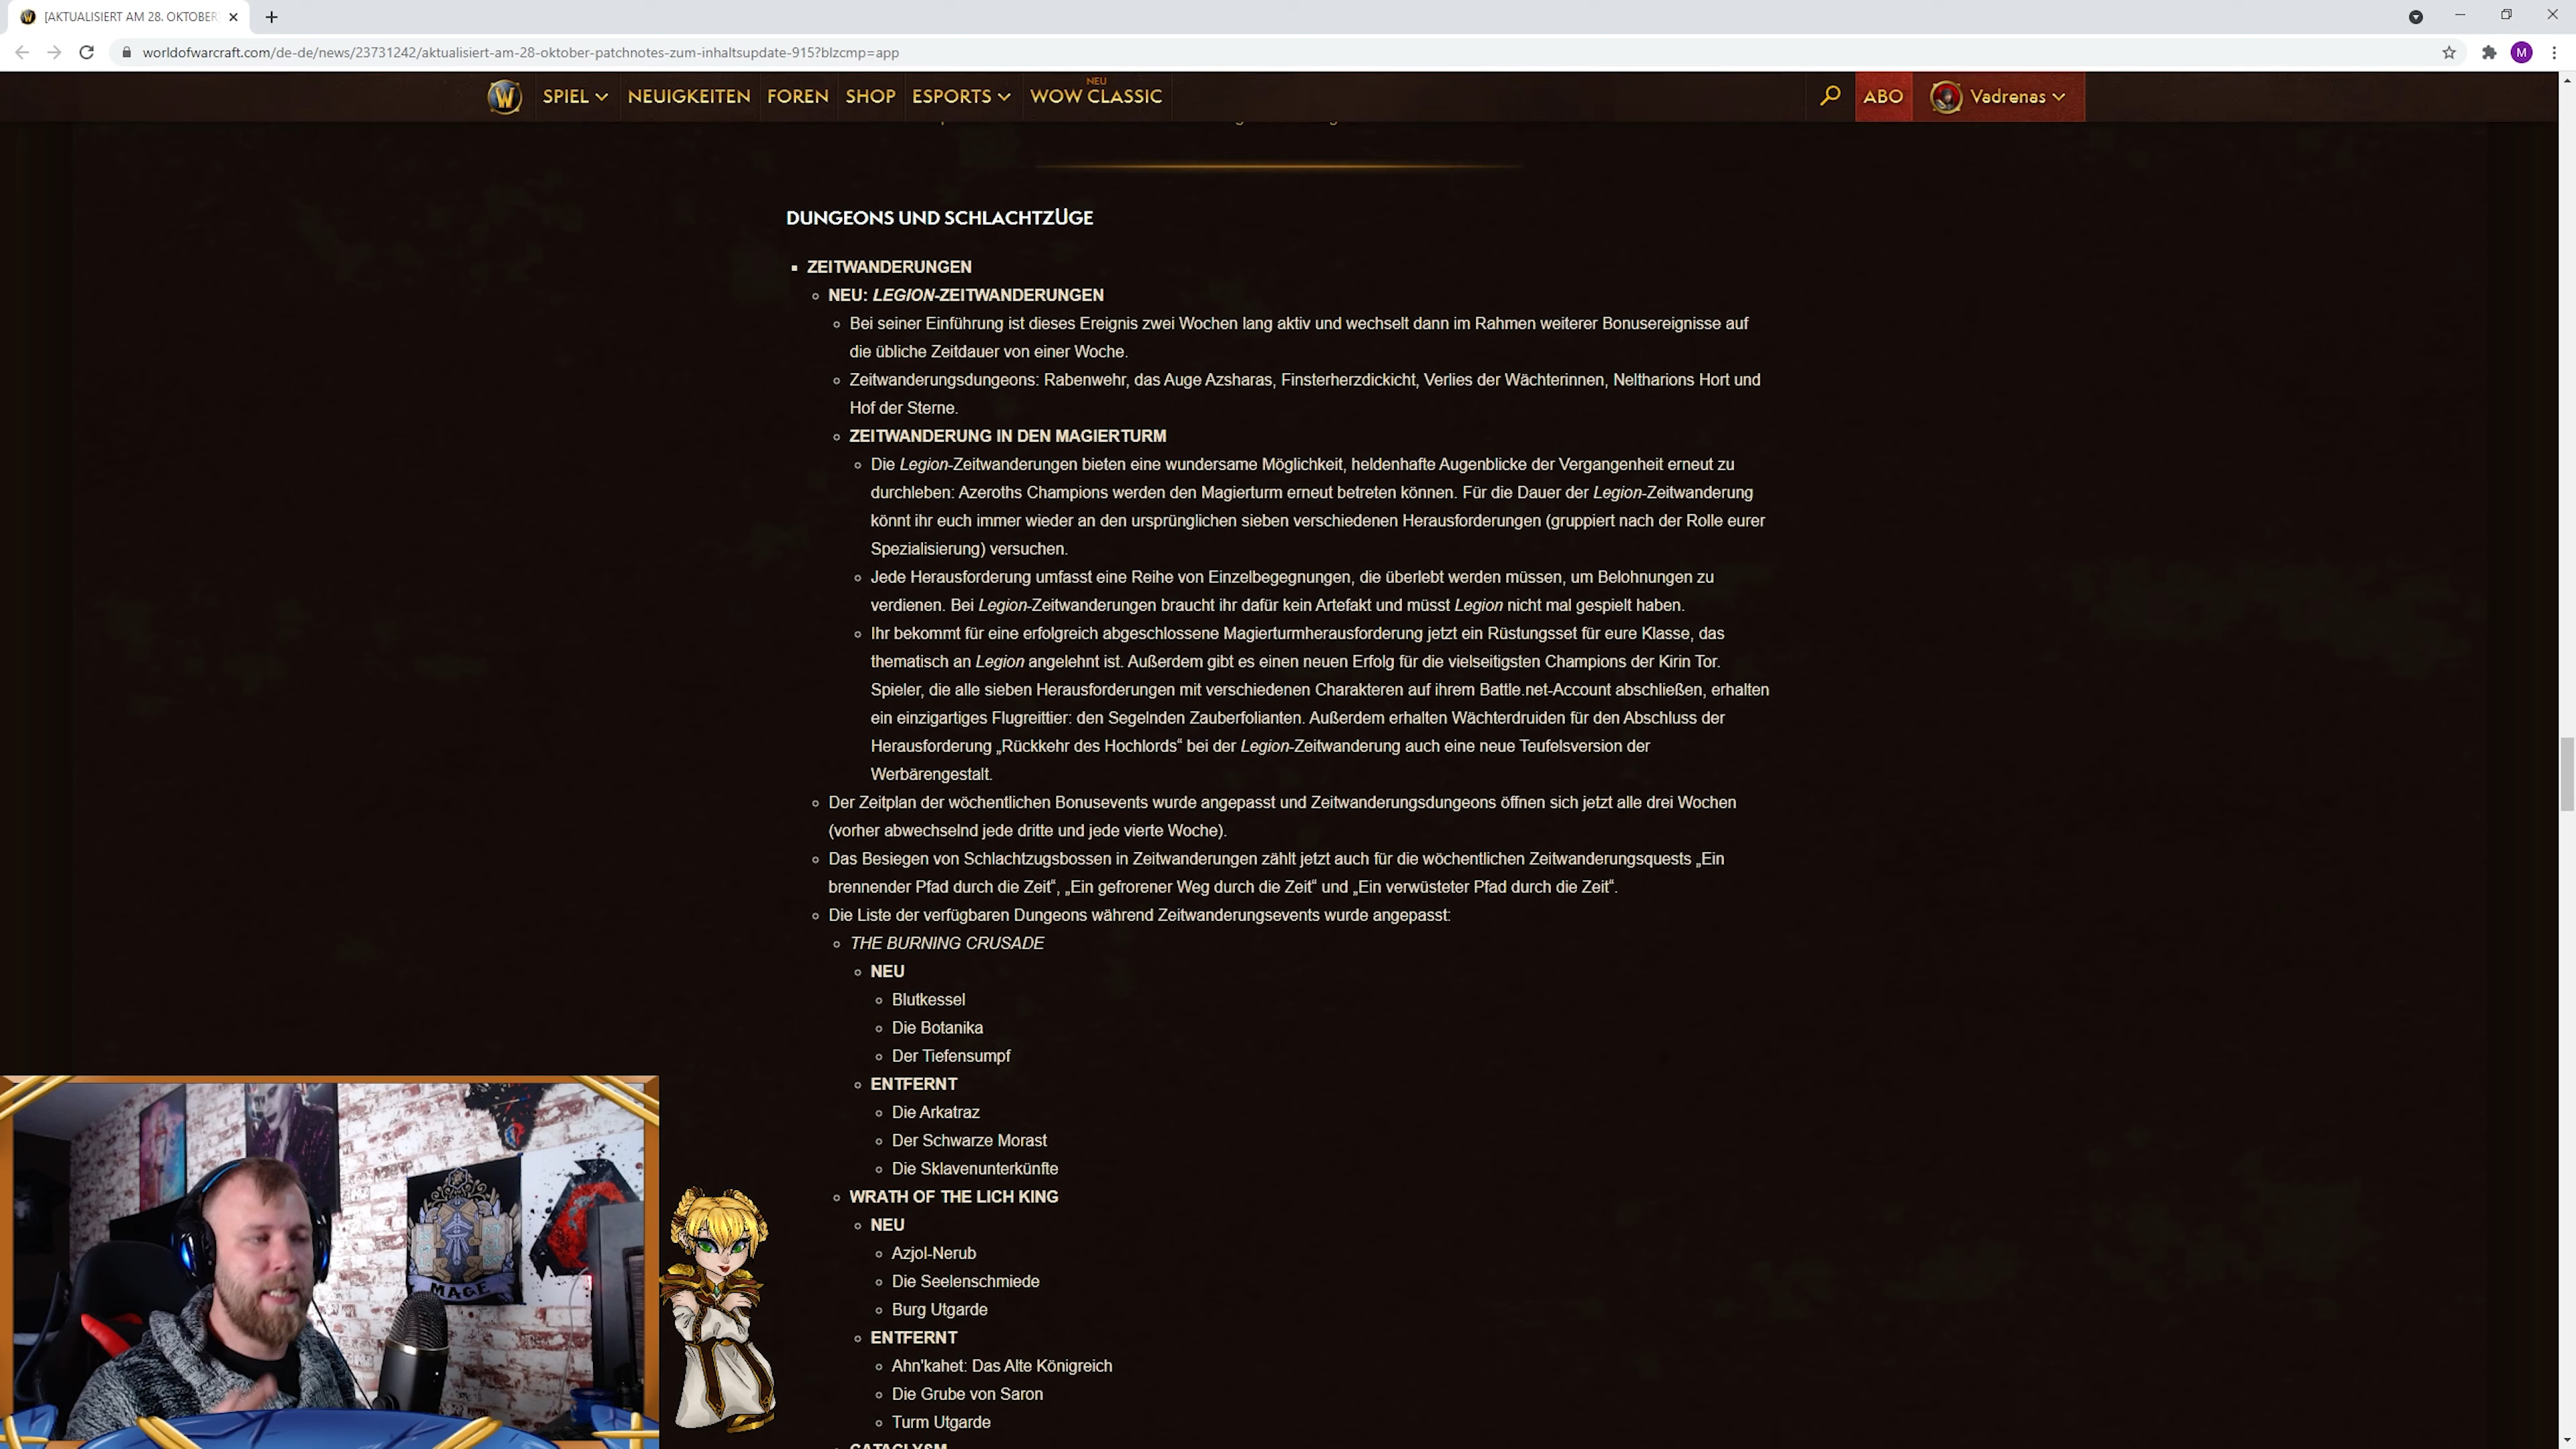 [AKTUALISIERT AM 28. OKTOBER]
worldofwarcraft.com/de-de/news/23731242/aktualisiert-am-28-oktober-patchnotes-zum-inhaltsupdate-915?blzcmp=app
M
W SPIEL NEUIGKEITEN FOREN SHOP ESPORTS NEU WOW CLASSIC ABO Vadrenas
DUNGEONS UND SCHLACHTZÜGE
ZEITWANDERUNGEN
NEU: LEGION-ZEITWANDERUNGEN
Bei seiner Einführung ist dieses Ereignis zwei Wochen lang aktiv und wechselt dann im Rahmen weiterer Bonusereignisse auf
die übliche Zeitdauer von einer Woche.
Zeitwanderungsdungeons: Rabenwehr, das Auge Azsharas, Finsterherzdickicht, Verlies der Wächterinnen, Neltharions Hort und
Hof der Sterne.
ZEITWANDERUNG IN DEN MAGIERTURM
Die Legion-Zeitwanderungen bieten eine wundersame Möglichkeit, heldenhafte Augenblicke der Vergangenheit erneut zu
durchleben: Azeroths Champions werden den Magierturm erneut betreten können. Für die Dauer der Legion-Zeitwanderung
könnt ihr euch immer wieder an den ursprünglichen sieben verschiedenen Herausforderungen (gruppiert nach der Rolle eurer
Spezialisierung) versuchen.
Jede Herausforderung umfasst eine Reihe von Einzelbegegnungen, die überlebt werden müssen, um Belohnungen zu
verdienen. Bei Legion-Zeitwanderungen braucht ihr dafür kein Artefakt und müsst Legion nicht mal gespielt haben.
Ihr bekommt für eine erfolgreich abgeschlossene Magierturmherausforderung jetzt ein Rüstungsset für eure Klasse, das
thematisch an Legion angelehnt ist. Außerdem gibt es einen neuen Erfolg für die vielseitigsten Champions der Kirin Tor.
Spieler, die alle sieben Herausforderungen mit verschiedenen Charakteren auf ihrem Battle.net-Account abschließen, erhalten
ein einzigartiges Flugreittier: den Segelnden Zauberfolianten. Außerdem erhalten Wächterdruiden für den Abschluss der
Herausforderung „Rückkehr des Hochlords“ bei der Legion-Zeitwanderung auch eine neue Teufelsversion der
Werbärengestalt.
Der Zeitplan der wöchentlichen Bonusevents wurde angepasst und Zeitwanderungsdungeons öffnen sich jetzt alle drei Wochen
(vorher abwechselnd jede dritte und jede vierte Woche).
Das Besiegen von Schlachtzugsbossen in Zeitwanderungen zählt jetzt auch für die wöchentlichen Zeitwanderungsquests „Ein
brennender Pfad durch die Zeit“, „Ein gefrorener Weg durch die Zeit“ und „Ein verwüsteter Pfad durch die Zeit“.
Die Liste der verfügbaren Dungeons während Zeitwanderungsevents wurde angepasst:
THE BURNING CRUSADE
NEU
Blutkessel
Die Botanika
Der Tiefensumpf
ENTFERNT
Die Arkatraz
Der Schwarze Morast
Die Sklavenunterkünfte
WRATH OF THE LICH KING
NEU
Azjol-Nerub
Die Seelenschmiede
Burg Utgarde
ENTFERNT
Ahn'kahet: Das Alte Königreich
Die Grube von Saron
Turm Utgarde
CATACLYSM
MAGE